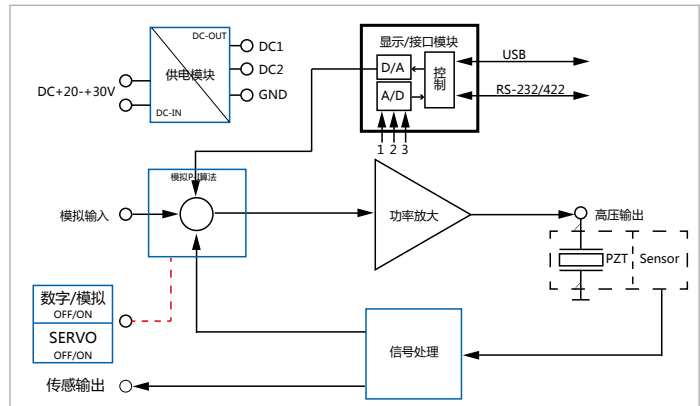 DC-OUT
供电模块
DC-IN
DC+20-+30V
DC1
DC2
GND
显示/接口模块
D/A
A/D
控制
USB
RS-232/422
1 2 3
模拟P-I算法
模拟输入
功率放大
高压输出
PZT
Sensor
数字/模拟
OFF/ON
SERVO
OFF/ON
信号处理
传感输出